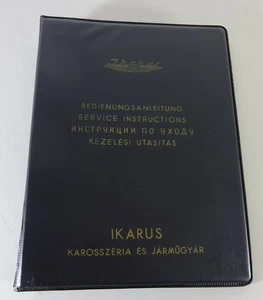 BEDIENUNGSANLEITUNG
SERVICE INSTRUCTIONS
ИНСТРУКЦИИ ПО УХОДУ
KEZELÉSI UTASÍTÁS
IKARUS
KAROSSZÉRIA ÉS JÁRMŰGYÁR